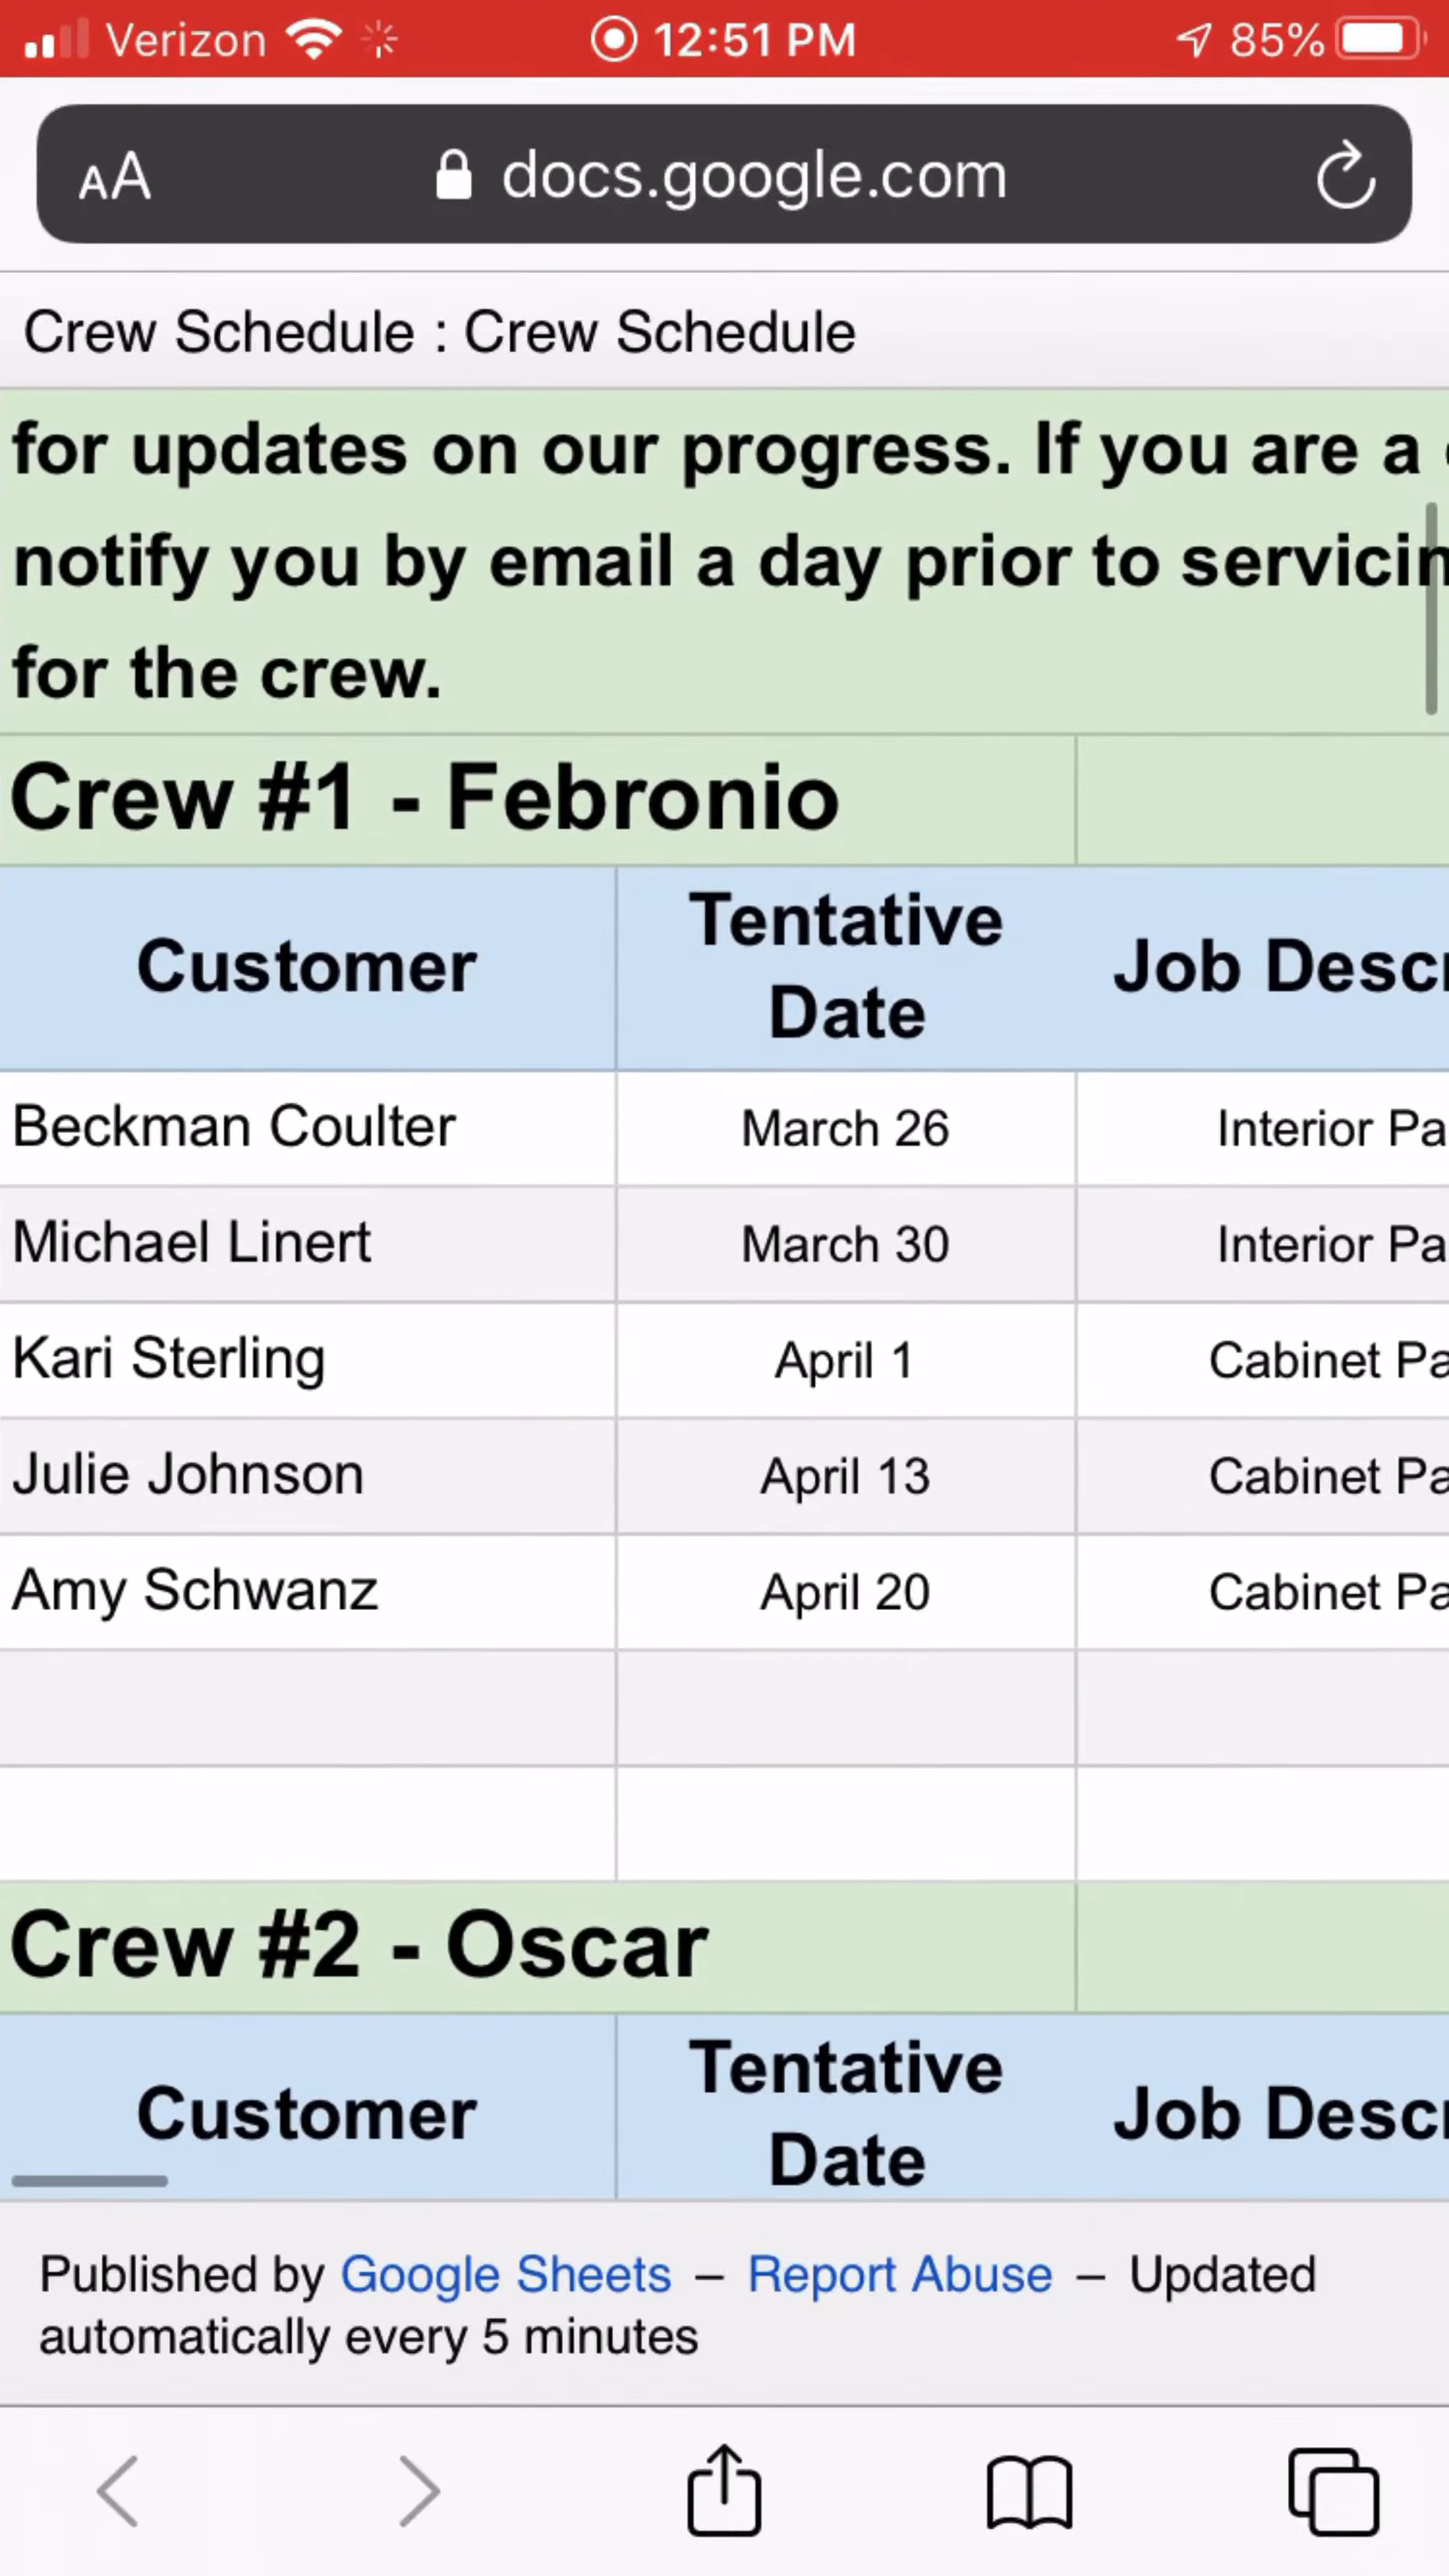 Verizon 12:51 PM 85%
AA docs.google.com
Crew Schedule : Crew Schedule
for updates on our progress. If you are a
notify you by email a day prior to servicin
for the crew.
Crew #1 - Febronio
Customer Tentative Date Job Descr
Beckman Coulter March 26 Interior Pa
Michael Linert March 30 Interior Pa
Kari Sterling April 1 Cabinet Pa
Julie Johnson April 13 Cabinet Pa
Amy Schwanz April 20 Cabinet Pa
Crew #2 - Oscar
Customer Tentative Date Job Descr
Published by Google Sheets – Report Abuse – Updated
automatically every 5 minutes